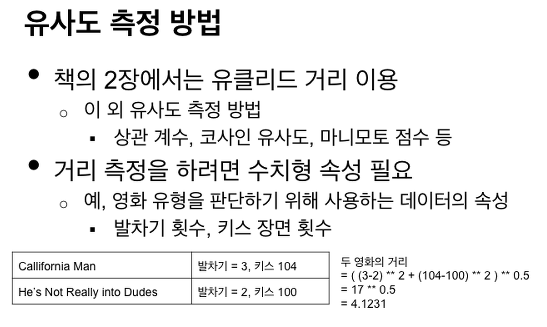 유사도 측정 방법
● 책의 2장에서는 유클리드 거리 이용
○ 이 외 유사도 측정 방법
▪ 상관 계수, 코사인 유사도, 마니모토 점수 등
● 거리 측정을 하려면 수치형 속성 필요
○ 예, 영화 유형을 판단하기 위해 사용하는 데이터의 속성
▪ 발차기 횟수, 키스 장면 횟수
Callifornia Man 발차기 = 3, 키스 104
He's Not Really into Dudes 발차기 = 2, 키스 100
두 영화의 거리
= ( (3-2) ** 2 + (104-100) ** 2 ) ** 0.5
= 17 ** 0.5
= 4.1231